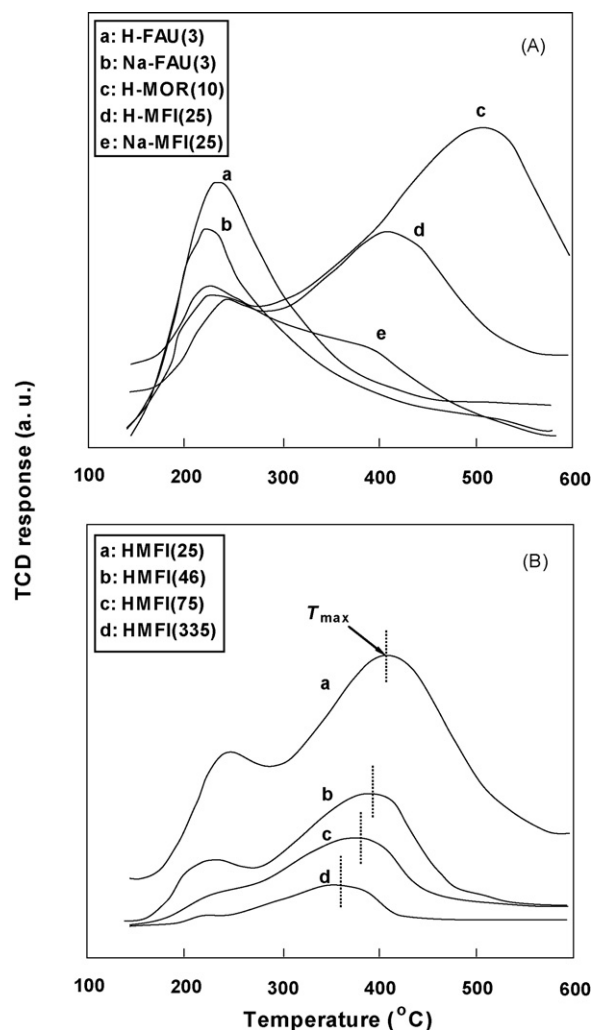 a: H-FAU(3)
b: Na-FAU(3)
c: H-MOR(10)
d: H-MFI(25)
e: Na-MFI(25)
(A)
c
a
b
d
e
100 200 300 400 500 600
TCD response (a. u.)
a: HMFI(25)
b: HMFI(46)
c: HMFI(75)
d: HMFI(335)
(B)
Tmax
a
b
c
d
100 200 300 400 500 600
Temperature (°C)